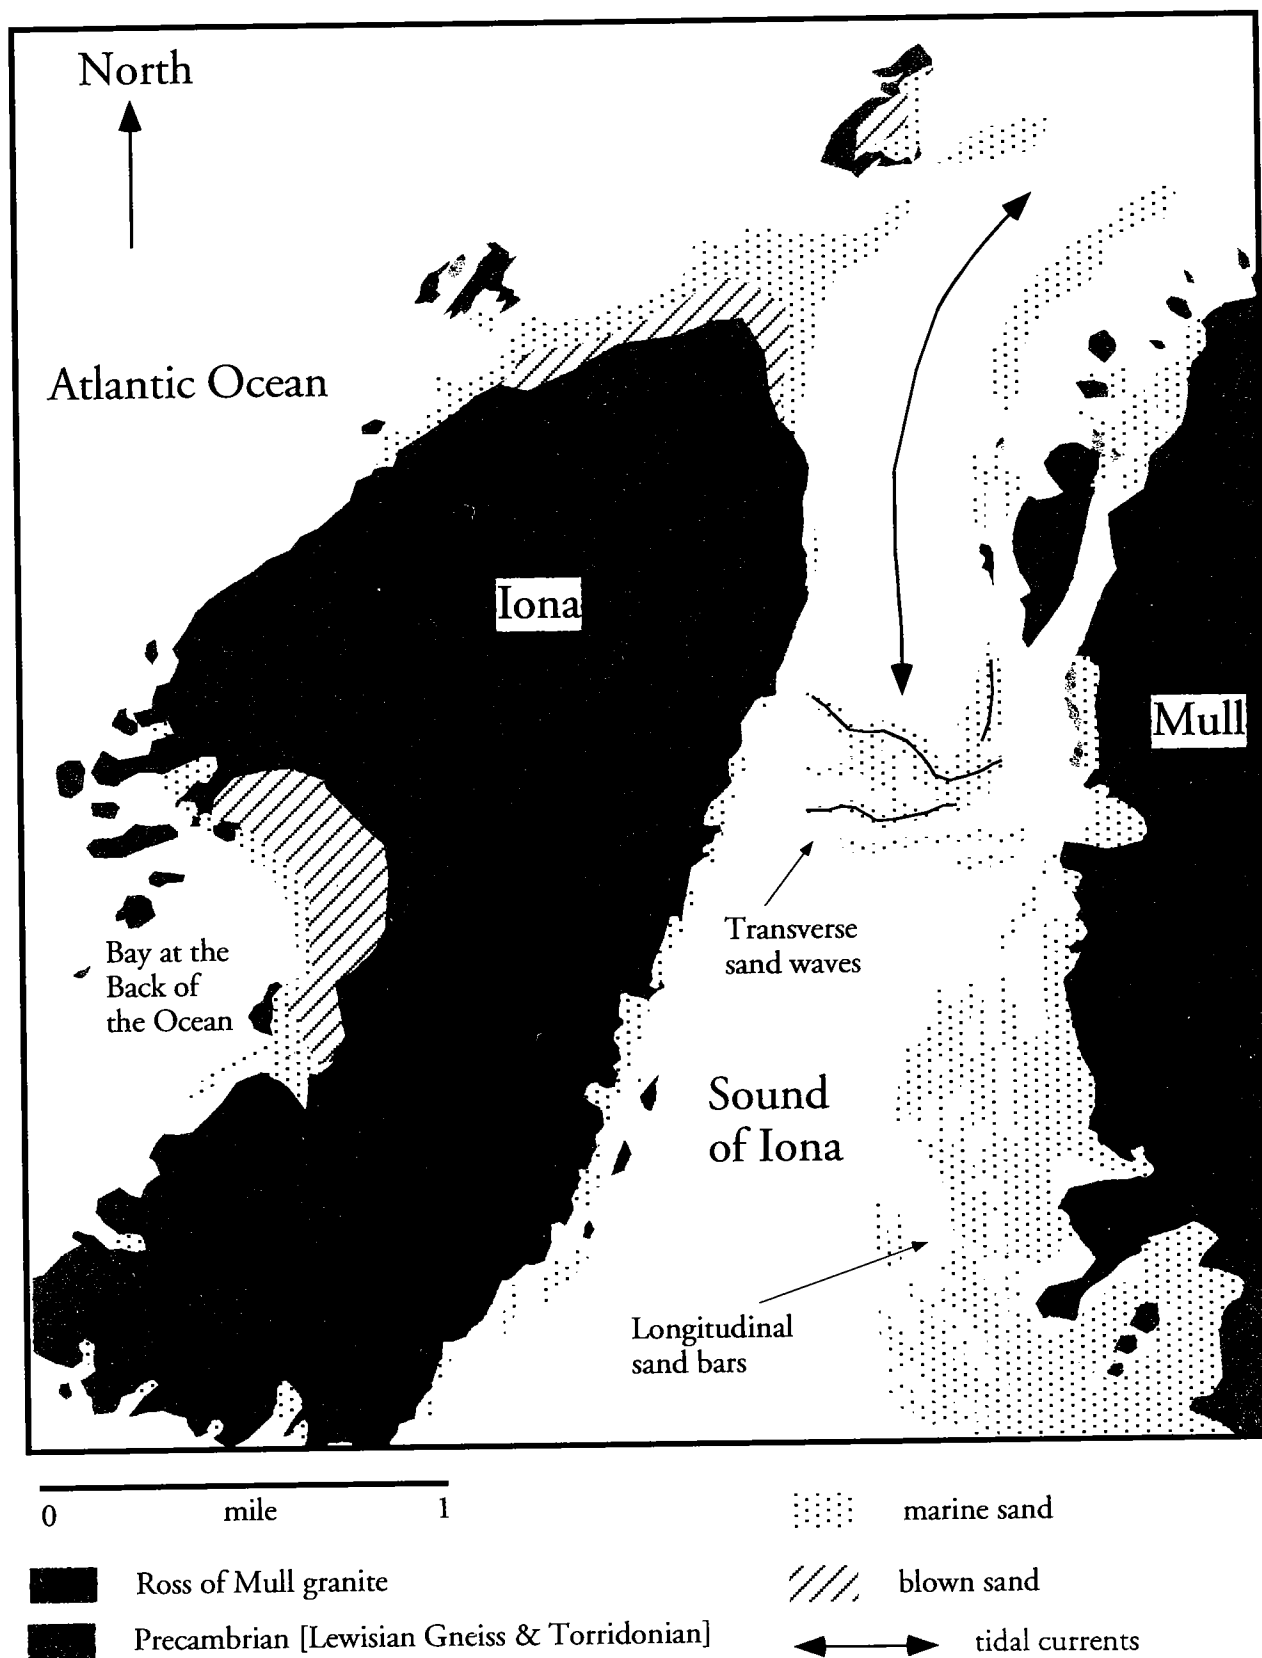 North
Atlantic Ocean
Iona
Mull
Transverse
sand waves
Bay at the
Back of
the Ocean
Sound
of Iona
Longitudinal
sand bars
0 mile 1
marine sand
Ross of Mull granite
blown sand
Precambrian [Lewisian Gneiss & Torridonian]
tidal currents